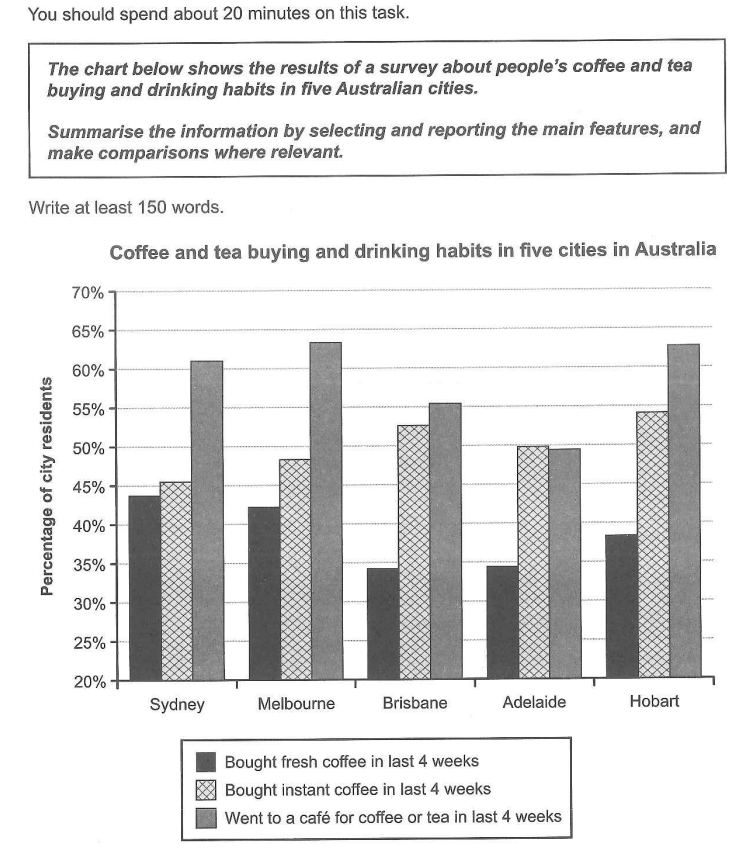 You should spend about 20 minutes on this task.
The chart below shows the results of a survey about people's coffee and tea
buying and drinking habits in five Australian cities.
Summarise the information by selecting and reporting the main features, and
make comparisons where relevant.
Write at least 150 words.
Coffee and tea buying and drinking habits in five cities in Australia
70%
65%
60%
55%
50%
45%
40%
35%
30%
25%
20%
Percentage of city residents
Sydney Melbourne Brisbane Adelaide Hobart
Bought fresh coffee in last 4 weeks
Bought instant coffee in last 4 weeks
Went to a café for coffee or tea in last 4 weeks